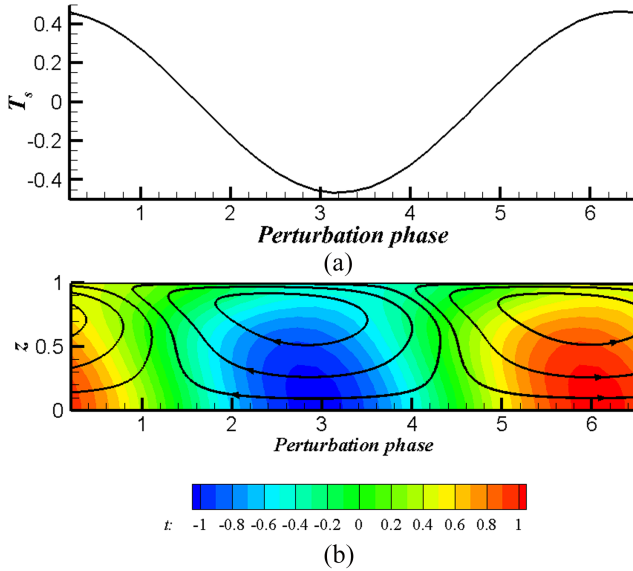 0.4
0.2
0
-0.2
-0.4
T_s
1 2 3 4 5 6
Perturbation phase
(a)
1
0.5
0
z
1 2 3 4 5 6
Perturbation phase
t: -1 -0.8 -0.6 -0.4 -0.2 0 0.2 0.4 0.6 0.8 1
(b)